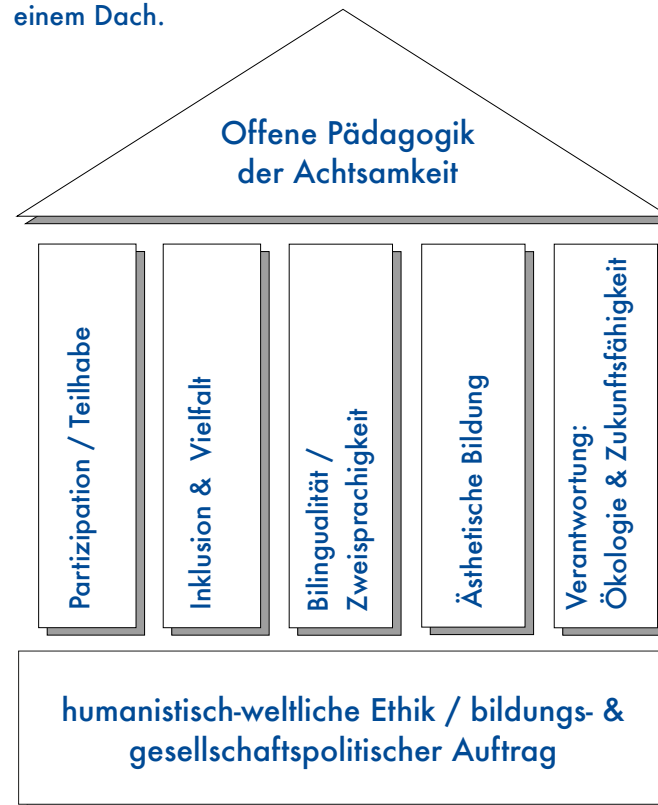 einem Dach.
Offene Pädagogik
der Achtsamkeit
Partizipation / Teilhabe
Inklusion & Vielfalt
Bilingualität /
Zweisprachigkeit
Ästhetische Bildung
Verantwortung:
Ökologie & Zukunftsfähigkeit
humanistisch-weltliche Ethik / bildungs- &
gesellschaftspolitischer Auftrag